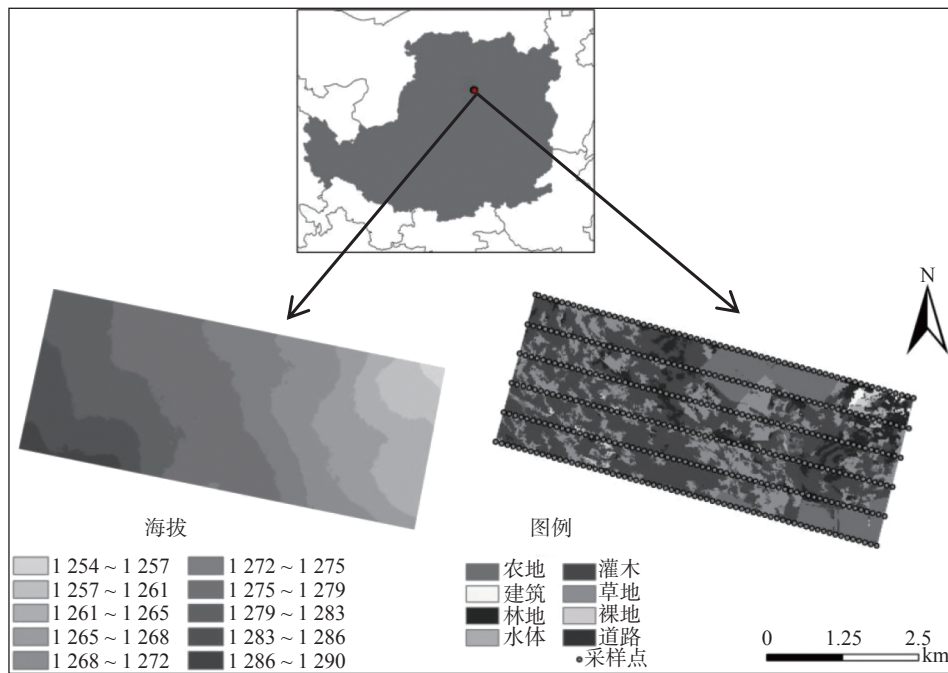 N
海拔
1 254 ~ 1 257
1 257 ~ 1 261
1 261 ~ 1 265
1 265 ~ 1 268
1 268 ~ 1 272
1 272 ~ 1 275
1 275 ~ 1 279
1 279 ~ 1 283
1 283 ~ 1 286
1 286 ~ 1 290
图例
农地
建筑
林地
水体
灌木
草地
裸地
道路
采样点
0 1.25 2.5
km